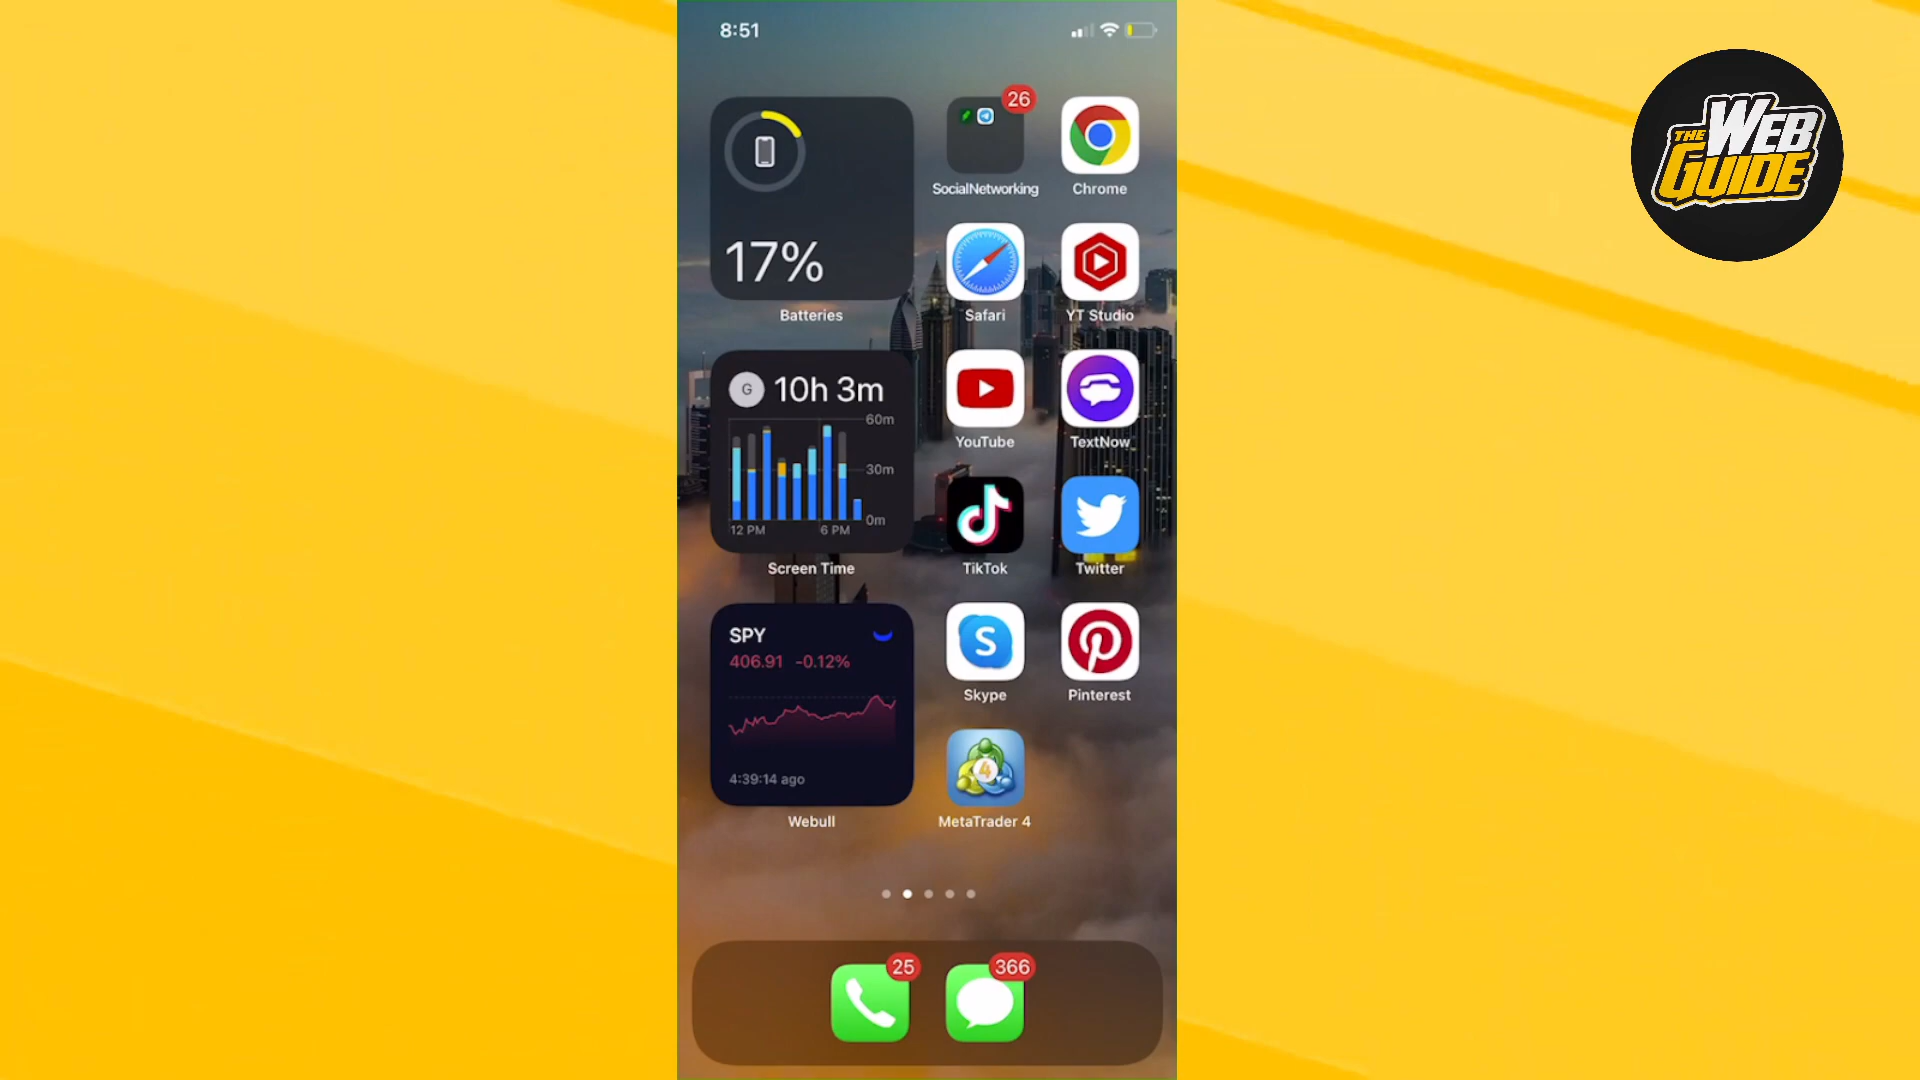 8:51
THE WEB GUIDE
26
17%
Batteries
SocialNetworking
Chrome
Safari
YT Studio
G 10h 3m
60m
30m
0m
12 PM
6 PM
Screen Time
YouTube
TextNow
TikTok
Twitter
SPY
406.91 -0.12%
4:39:14 ago
Webull
S
Skype
Pinterest
4
MetaTrader 4
25
366